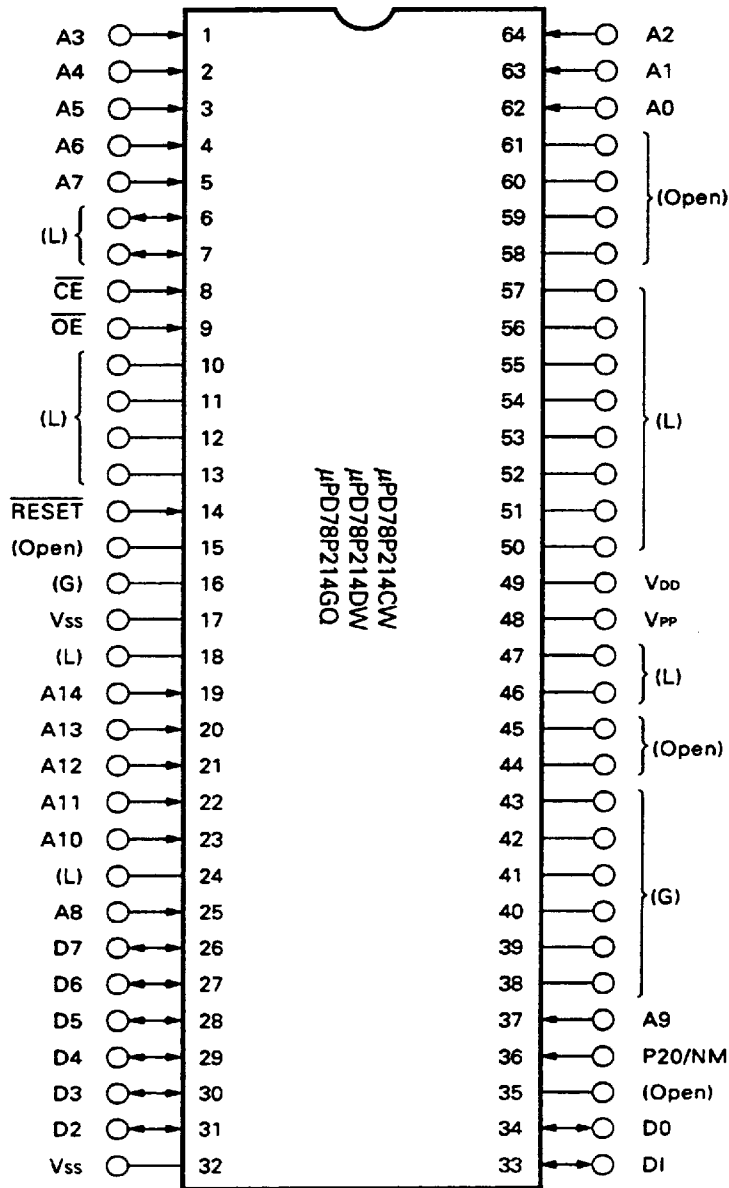 A3 1 64 A2
A4 2 63 A1
A5 3 62 A0
A6 4 61
A7 5 60
(Open)
6 59
(L)
7 58
CE 8 57
OE 9 56
10 55
11 54
(L) (L)
12 53
13 52
RESET 14 51
(Open) 15 50
(G) 16 49 VDD
Vss 17 48 VPP
(L) 18 47
(L)
A14 19 46
A13 20 45
(Open)
A12 21 44
A11 22 43
A10 23 42
(L) 24 41
(G)
A8 25 40
D7 26 39
D6 27 38
D5 28 37 A9
D4 29 36 P20/NM
D3 30 35 (Open)
D2 31 34 D0
Vss 32 33 DI
μPD78P214CW
μPD78P214DW
μPD78P214GQ